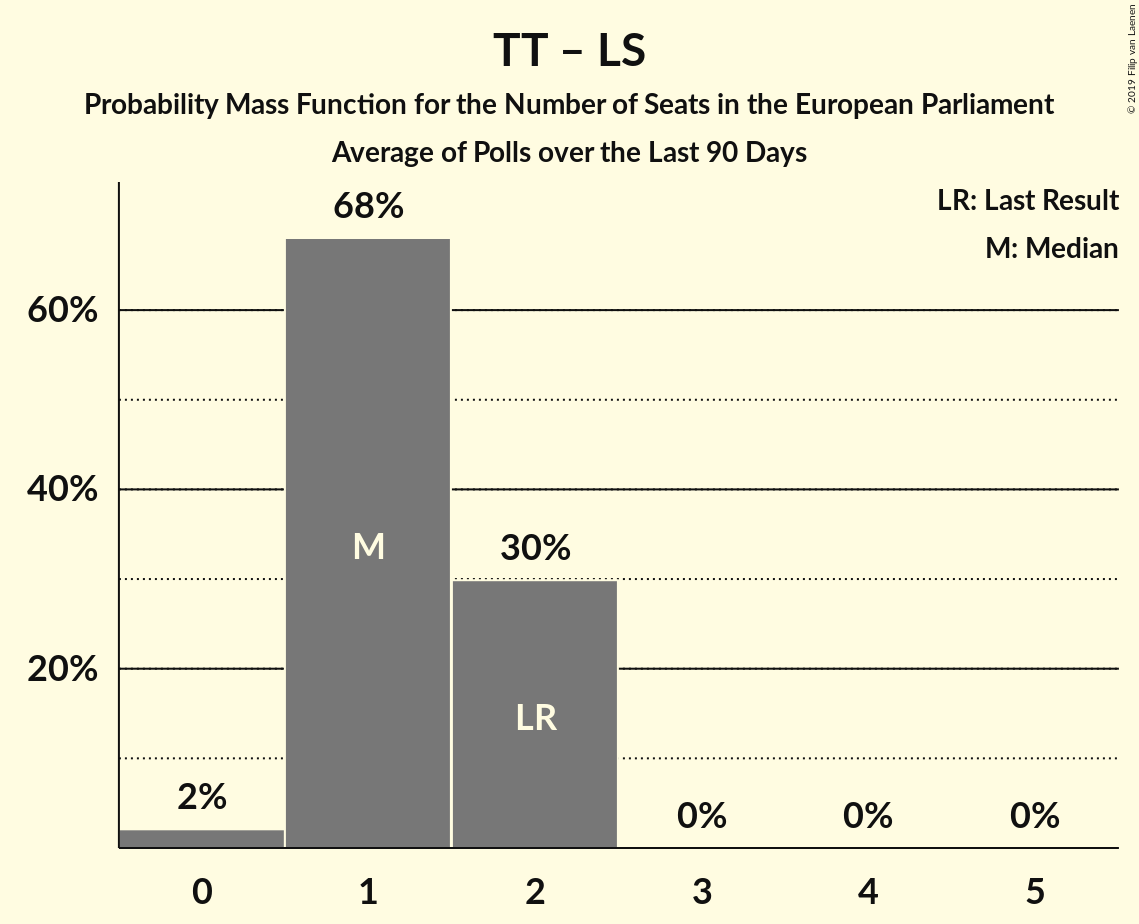 TT – LS
Probability Mass Function for the Number of Seats in the European Parliament
Average of Polls over the Last 90 Days
© 2019 Filip van Laenen
LR: Last Result
M: Median
68%
60%
40%
M
30%
20%
LR
2%
0%
0%
0%
0
1
2
3
4
5